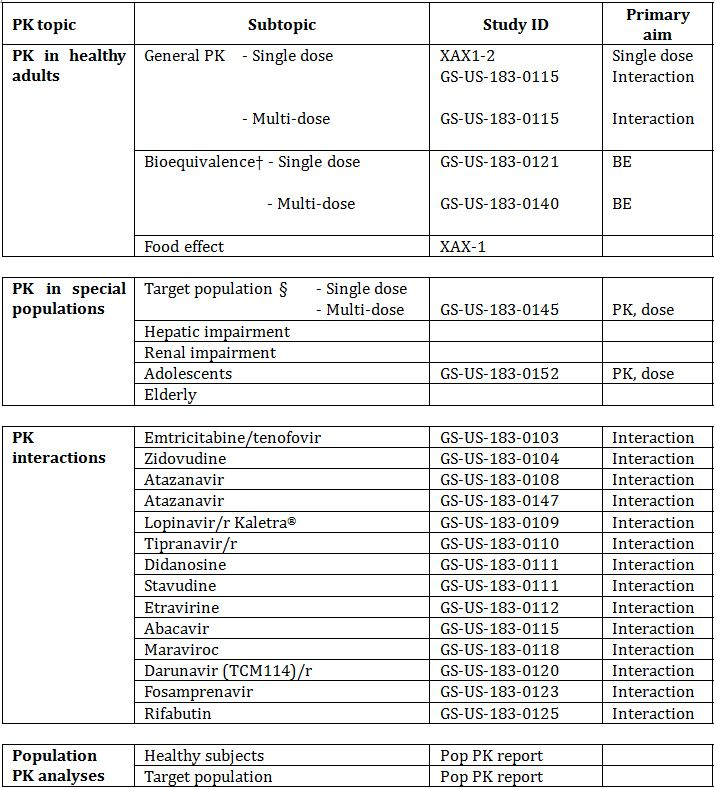 PK topic Subtopic Study ID Primary aim
PK in healthy adults General PK - Single dose XAX1-2 Single dose
GS-US-183-0115 Interaction
- Multi-dose GS-US-183-0115 Interaction
Bioequivalence† - Single dose GS-US-183-0121 BE
- Multi-dose GS-US-183-0140 BE
Food effect XAX-1
PK in special populations Target population § - Single dose
- Multi-dose GS-US-183-0145 PK, dose
Hepatic impairment
Renal impairment
Adolescents GS-US-183-0152 PK, dose
Elderly
PK interactions Emtricitabine/tenofovir GS-US-183-0103 Interaction
Zidovudine GS-US-183-0104 Interaction
Atazanavir GS-US-183-0108 Interaction
Atazanavir GS-US-183-0147 Interaction
Lopinavir/r Kaletra® GS-US-183-0109 Interaction
Tipranavir/r GS-US-183-0110 Interaction
Didanosine GS-US-183-0111 Interaction
Stavudine GS-US-183-0111 Interaction
Etravirine GS-US-183-0112 Interaction
Abacavir GS-US-183-0115 Interaction
Maraviroc GS-US-183-0118 Interaction
Darunavir (TCM114)/r GS-US-183-0120 Interaction
Fosamprenavir GS-US-183-0123 Interaction
Rifabutin GS-US-183-0125 Interaction
Population PK analyses Healthy subjects Pop PK report
Target population Pop PK report